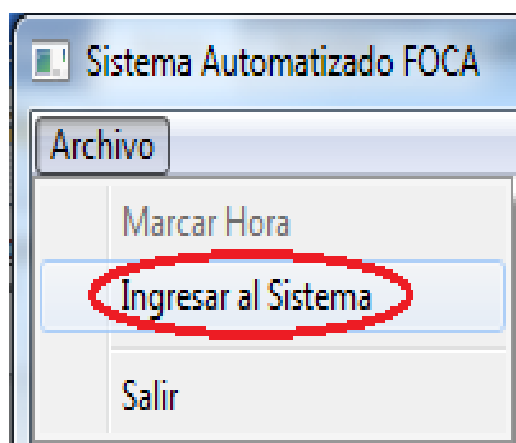 Sistema Automatizado FOCA
Archivo
Marcar Hora
Ingresar al Sistema
Salir